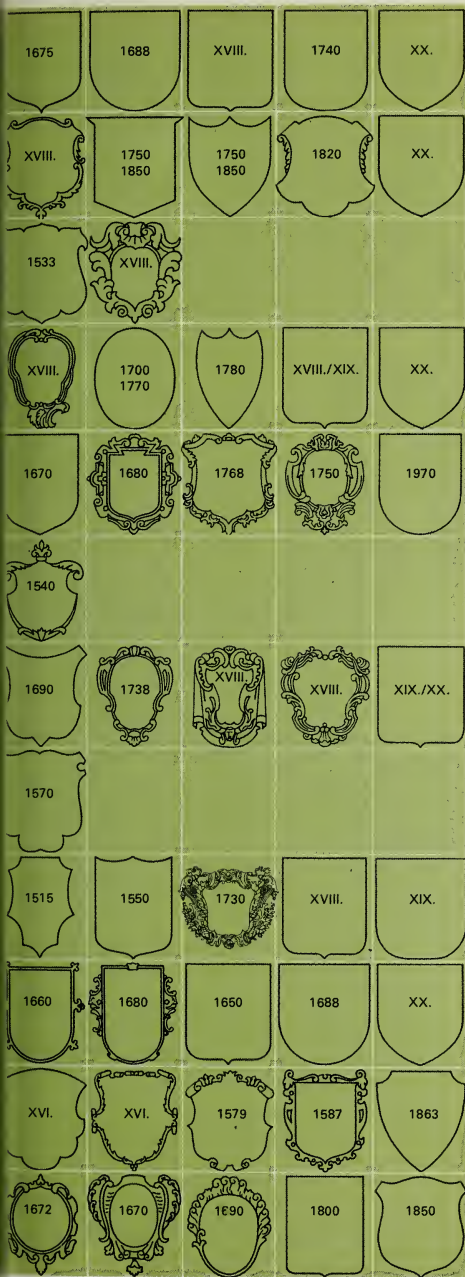 1675 1688 XVIII. 1740 XX.
XVIII. 1750 1750 1820 XX.
1850 1850
1533 XVIII.
XVIII. 1700 1780 XVIII./XIX. XX.
1770
1670 1680 1768 1750 1970
1540
1690 1738 XVIII. XVIII. XIX./XX.
1570
1515 1550 1730 XVIII. XIX.
1660 1680 1650 1688 XX.
XVI. XVI. 1579 1587 1863
1672 1670 1690 1800 1850